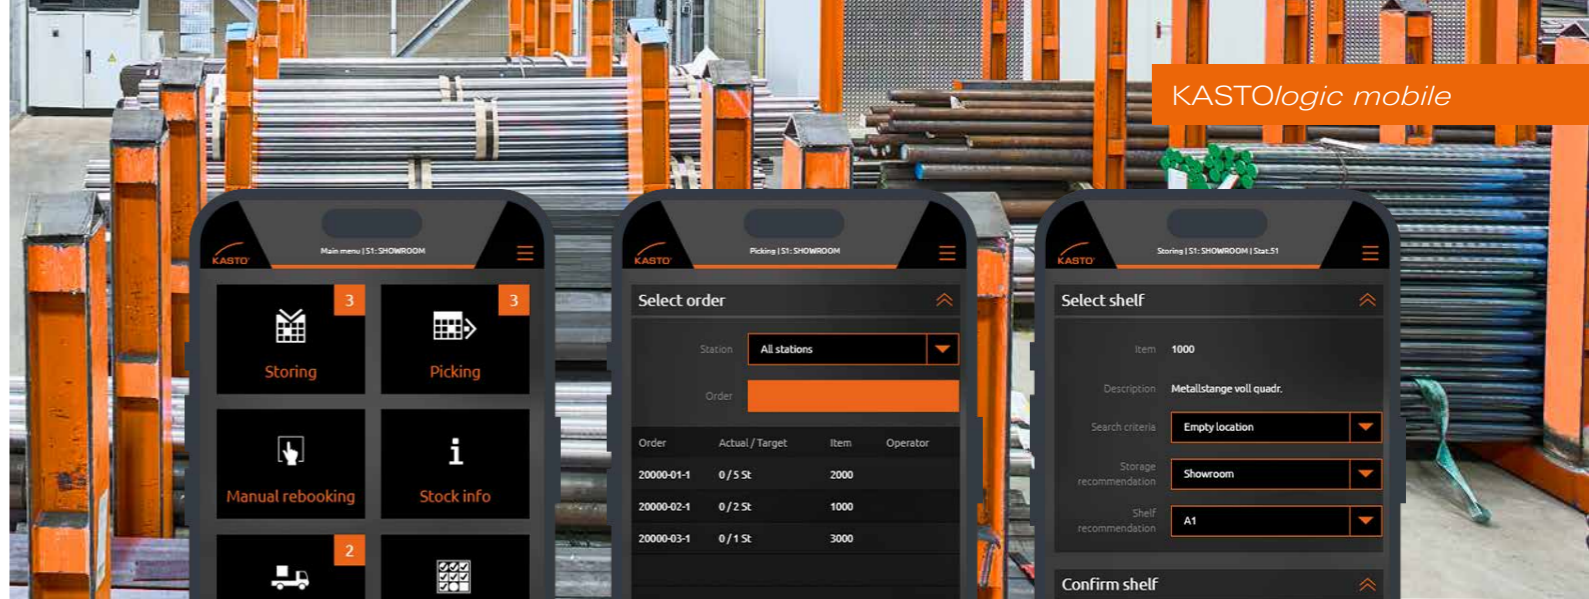 KASTOlogic mobile
KASTO
Main menu | S1: SHOWROOM
3
Storing
3
Picking
Manual rebooking
Stock info
2
KASTO
Picking | S1: SHOWROOM
Select order
Station All stations
Order
Order Actual / Target Item Operator
20000-01-1 0 / 5 St 2000
20000-02-1 0 / 2 St 1000
20000-03-1 0 / 1 St 3000
KASTO
Storing | S1: SHOWROOM | Stat.51
Select shelf
Item 1000
Description Metallstange voll quadr.
Search criteria Empty location
Storage
recommendation Showroom
Shelf
recommendation A1
Confirm shelf